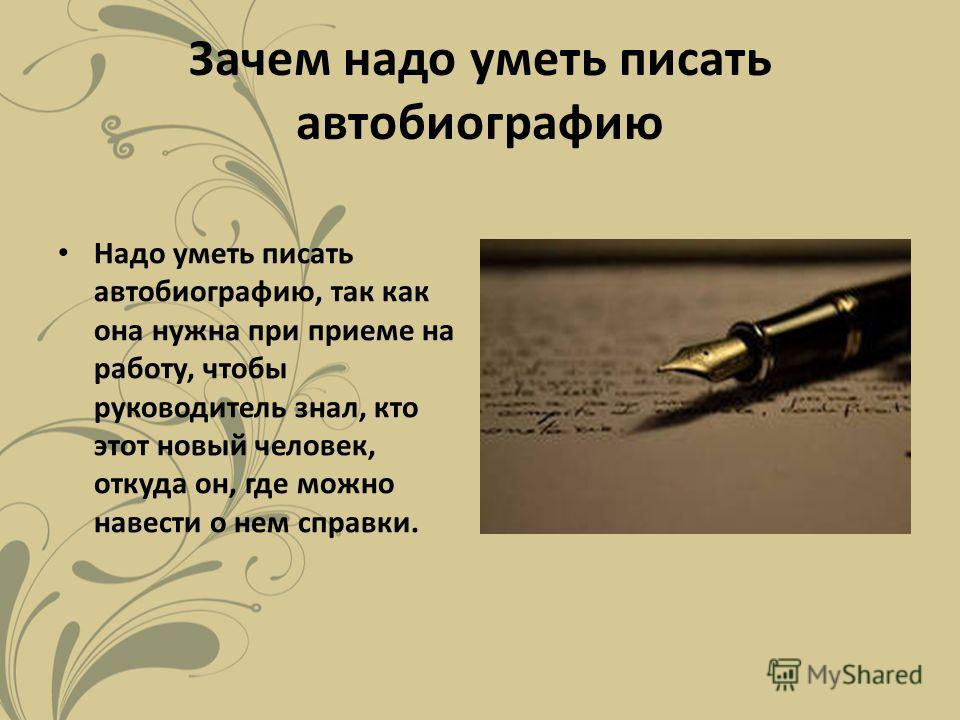 Зачем надо уметь писать
автобиографию
• Надо уметь писать
автобиографию, так как
она нужна при приеме на
работу, чтобы
руководитель знал, кто
этот новый человек,
откуда он, где можно
навести о нем справки.
MyShared